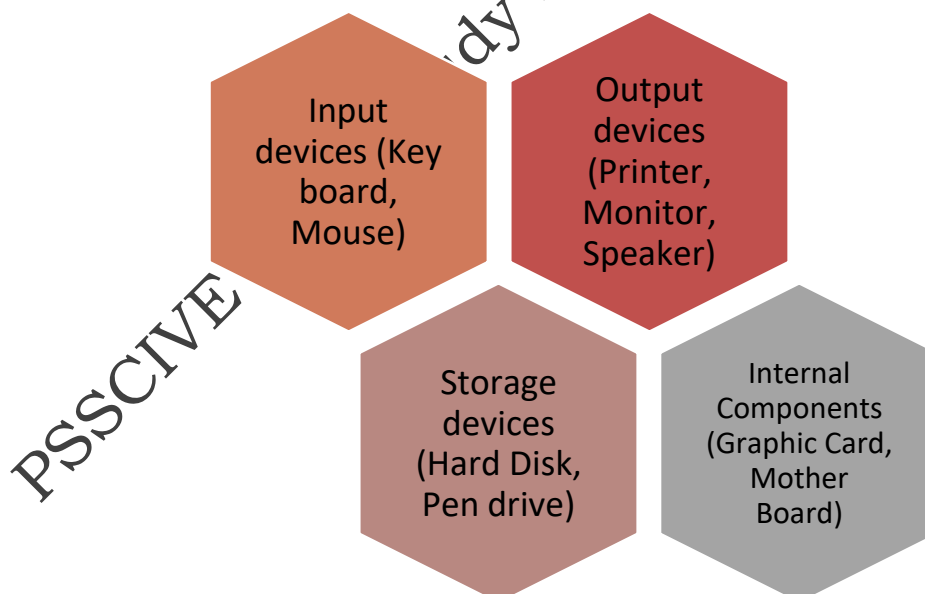 Input
devices (Key
board,
Mouse)
Output
devices
(Printer,
Monitor,
Speaker)
Storage
devices
(Hard Disk,
Pen drive)
Internal
Components
(Graphic Card,
Mother
Board)
PSSCIVE